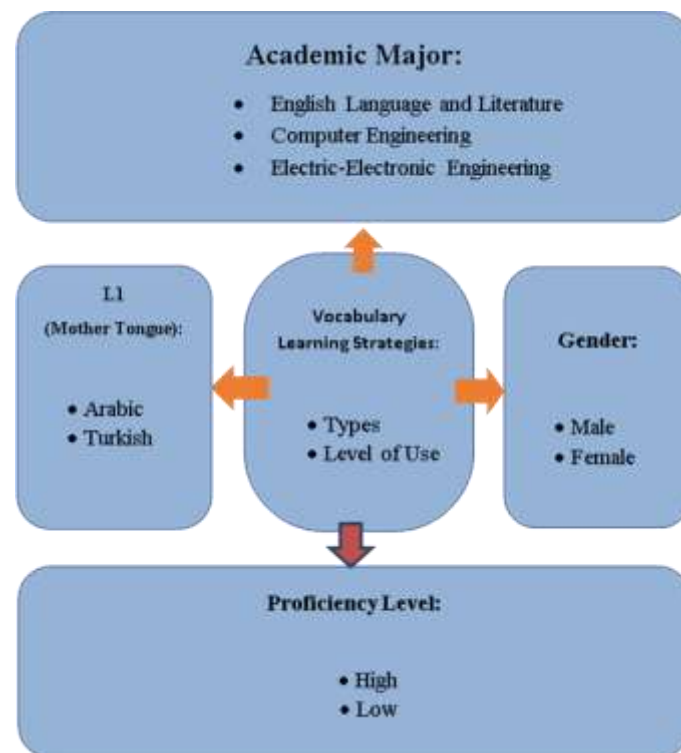 Academic Major:
• English Language and Literature
• Computer Engineering
• Electric-Electronic Engineering
L1
(Mother Tongue):
• Arabic
• Turkish
Vocabulary
Learning Strategies:
• Types
• Level of Use
Gender:
• Male
• Female
Proficiency Level:
• High
• Low